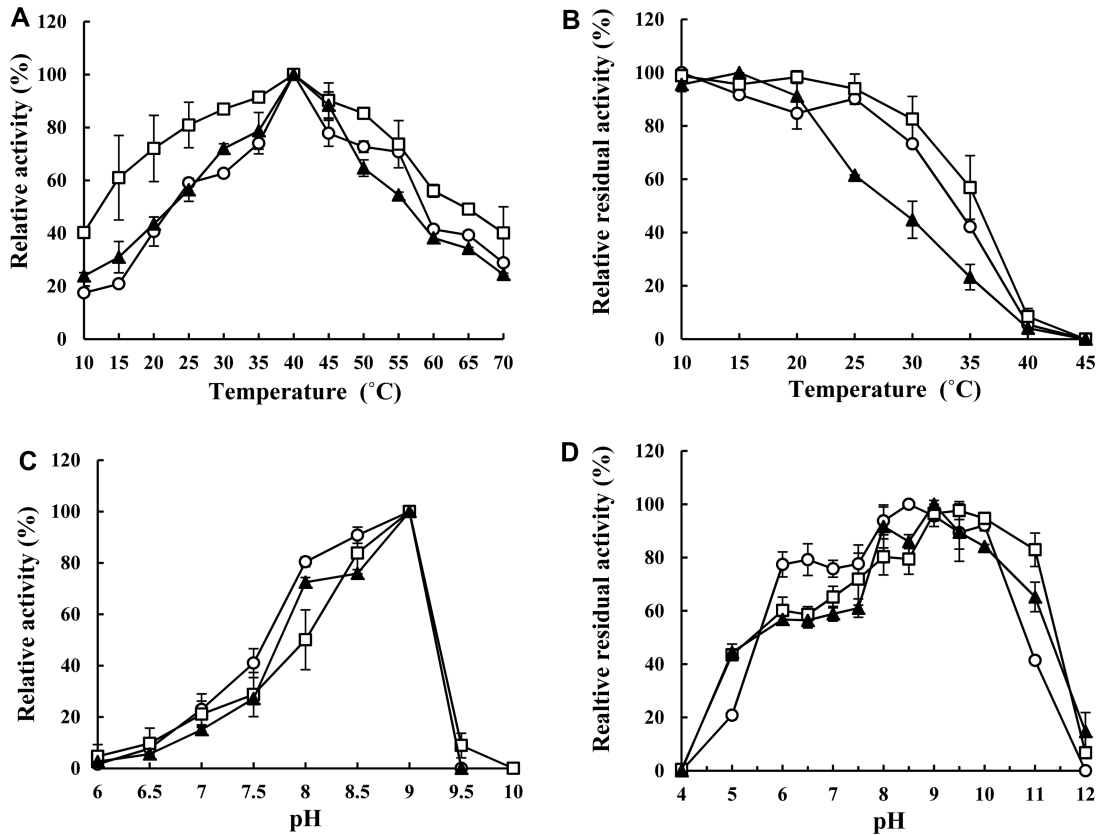 A
Relative activity (%)
120
100
80
60
40
20
0
10 15 20 25 30 35 40 45 50 55 60 65 70
Temperature (˚C)
B
Relative residual activity (%)
120
100
80
60
40
20
0
10 15 20 25 30 35 40 45
Temperature (˚C)
C
Relative activity (%)
120
100
80
60
40
20
0
6 6.5 7 7.5 8 8.5 9 9.5 10
pH
D
Realtive residual activity (%)
120
100
80
60
40
20
0
4 5 6 7 8 9 10 11 12
pH